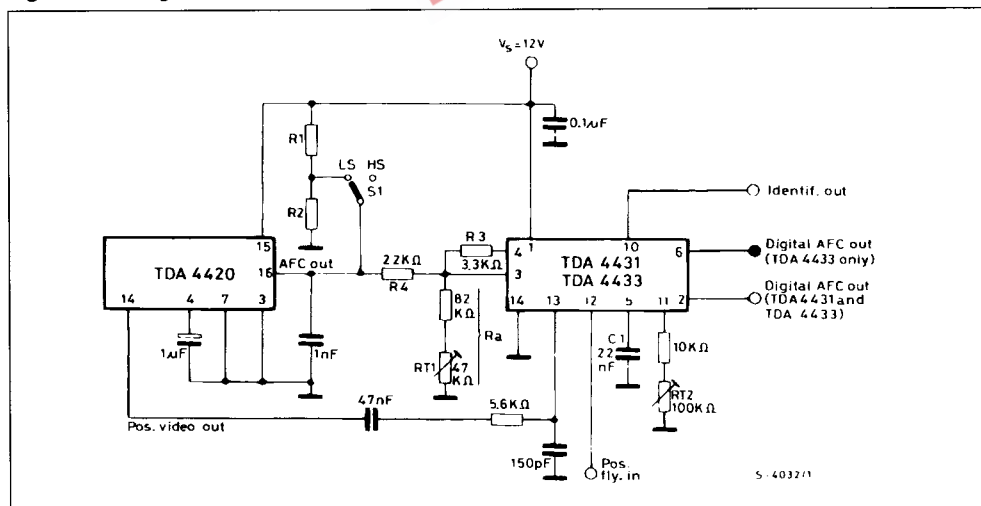 Vs=12V
0.1µF
R1
LS HS
S1
R2
Identif. out
15
TDA 4420
16
AFC out
14 4 7 3
22KΩ
R4
R3
3,3KΩ
4 1 10
3
TDA 4431
TDA 4433
6
2
14 13 12 5 11
Digital AFC out
(TDA 4433 only)
Digital AFC out
(TDA4431 and
TDA 4433)
1µF
1nF
82
KΩ
RT1
47
KΩ
Ra
C1
22
nF
10KΩ
RT2
100KΩ
47nF
5.6KΩ
Pos. video out
150pF
Pos.
fly. in
S-4032/1